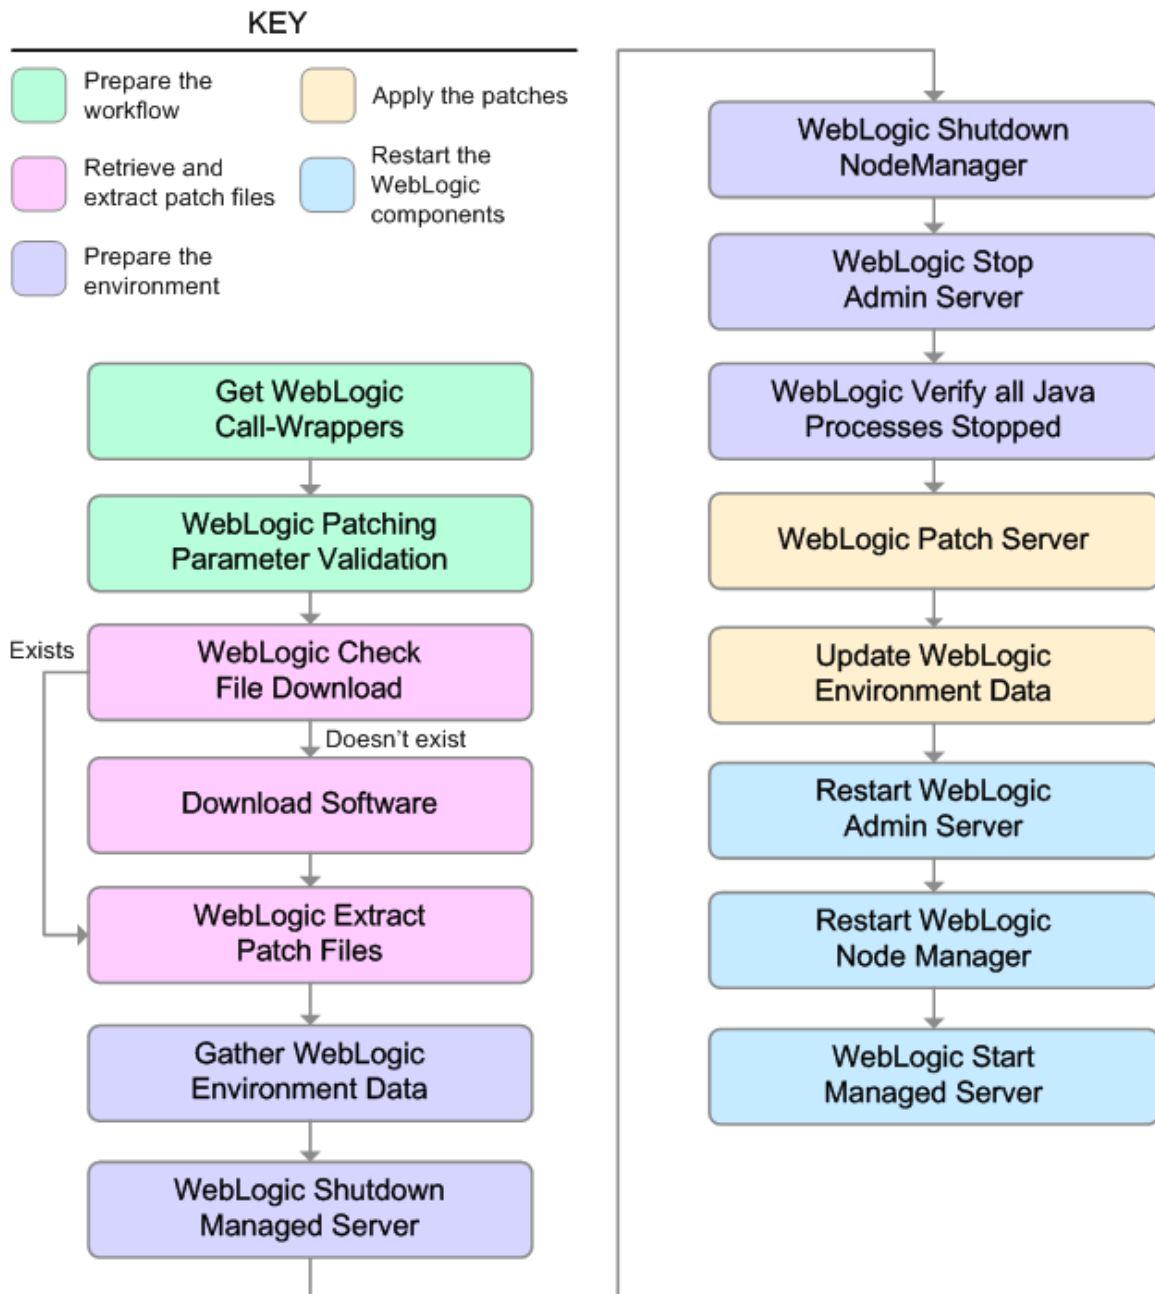 KEY
Prepare the
workflow
Retrieve and
extract patch files
Prepare the
environment
Apply the patches
Restart the
WebLogic
components
Get WebLogic
Call-Wrappers
WebLogic Patching
Parameter Validation
Exists
WebLogic Check
File Download
Doesn't exist
Download Software
WebLogic Extract
Patch Files
Gather WebLogic
Environment Data
WebLogic Shutdown
Managed Server
WebLogic Shutdown
NodeManager
WebLogic Stop
Admin Server
WebLogic Verify all Java
Processes Stopped
WebLogic Patch Server
Update WebLogic
Environment Data
Restart WebLogic
Admin Server
Restart WebLogic
Node Manager
WebLogic Start
Managed Server